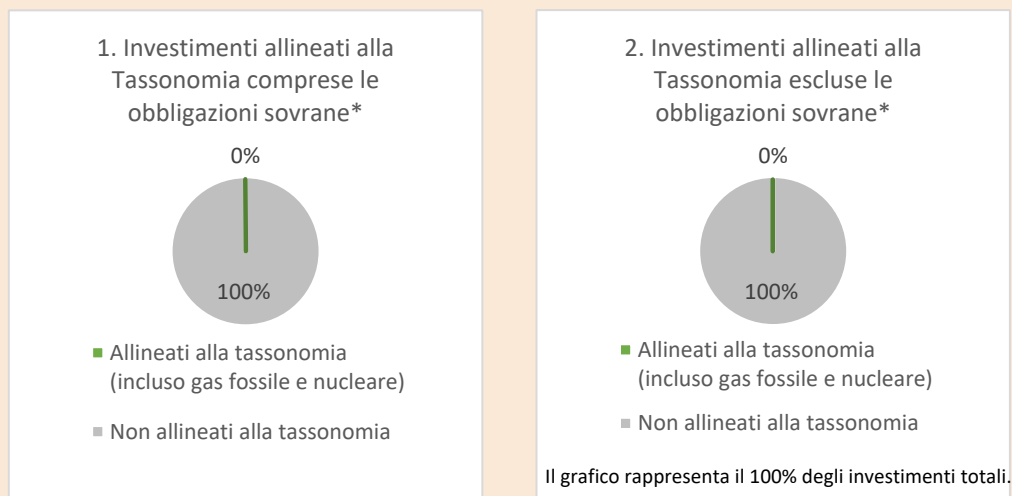 1. Investimenti allineati alla
Tassonomia comprese le
obbligazioni sovrane*
0%
100%
Allineati alla tassonomia
(incluso gas fossile e nucleare)
Non allineati alla tassonomia
2. Investimenti allineati alla
Tassonomia escluse le
obbligazioni sovrane*
0%
100%
Allineati alla tassonomia
(incluso gas fossile e nucleare)
Non allineati alla tassonomia
Il grafico rappresenta il 100% degli investimenti totali.